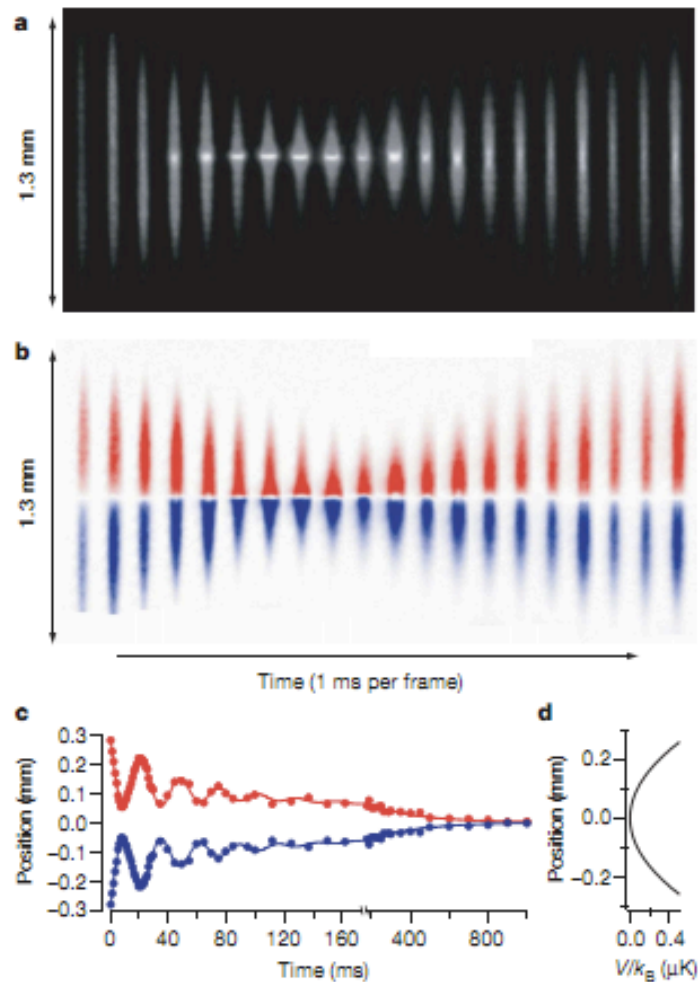 a
1.3 mm
b
1.3 mm
Time (1 ms per frame)
c
d
0.3
0.2
0.1
0.0
–0.1
–0.2
–0.3
Position (mm)
0 40 80 120 160 400 800
Time (ms)
0.2
0.0
–0.2
Position (mm)
0.0 0.4
V/kB (μK)